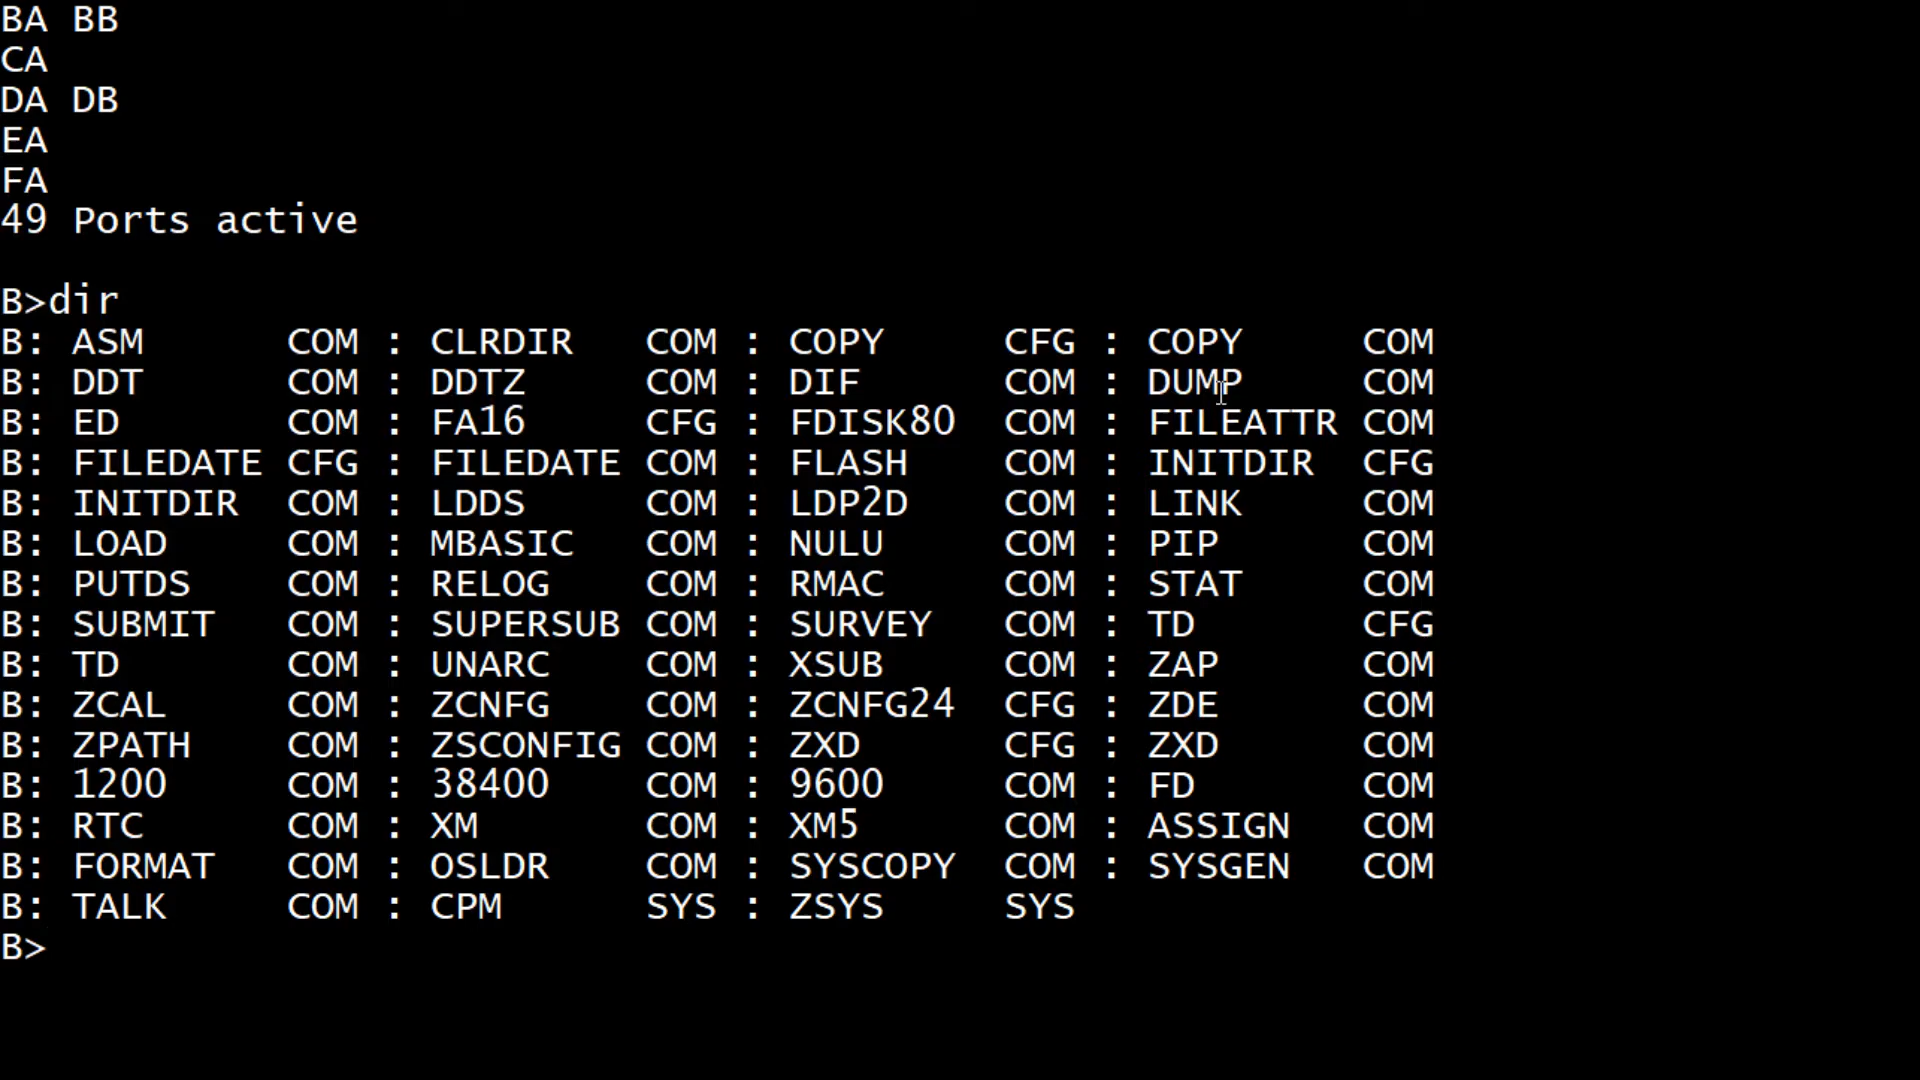 BA BB
CA
DA DB
EA
FA
49 Ports active
B>dir
B: ASM      COM : CLRDIR   COM : COPY     CFG : COPY     COM
B: DDT      COM : DDTZ     COM : DIF      COM : DUMP     COM
B: ED       COM : FA16     CFG : FDISK80  COM : FILEATTR COM
B: FILEDATE CFG : FILEDATE COM : FLASH    COM : INITDIR  CFG
B: INITDIR  COM : LDDS     COM : LDP2D    COM : LINK     COM
B: LOAD     COM : MBASIC   COM : NULU     COM : PIP      COM
B: PUTDS    COM : RELOG    COM : RMAC     COM : STAT     COM
B: SUBMIT   COM : SUPERSUB COM : SURVEY   COM : TD       CFG
B: TD       COM : UNARC    COM : XSUB     COM : ZAP      COM
B: ZCAL     COM : ZCNFG    COM : ZCNFG24  CFG : ZDE      COM
B: ZPATH    COM : ZSCONFIG COM : ZXD      CFG : ZXD      COM
B: 1200     COM : 38400    COM : 9600     COM : FD       COM
B: RTC      COM : XM       COM : XM5      COM : ASSIGN   COM
B: FORMAT   COM : OSLDR    COM : SYSCOPY  COM : SYSGEN   COM
B: TALK     COM : CPM      SYS : ZSYS     SYS
B>